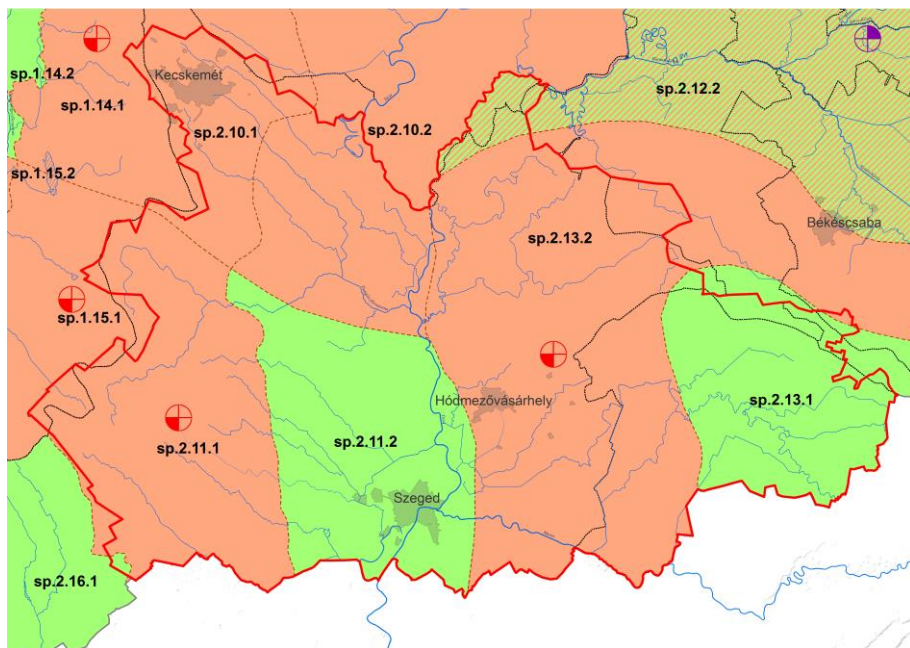 sp.1.14.2
Kecskemét
sp.2.12.2
sp.1.14.1
sp.2.10.1
sp.2.10.2
sp.1.15.2
Békéscsaba
sp.2.13.2
sp.1.15.1
Hódmezővásárhely
sp.2.13.1
sp.2.11.1
sp.2.11.2
Szeged
sp.2.16.1